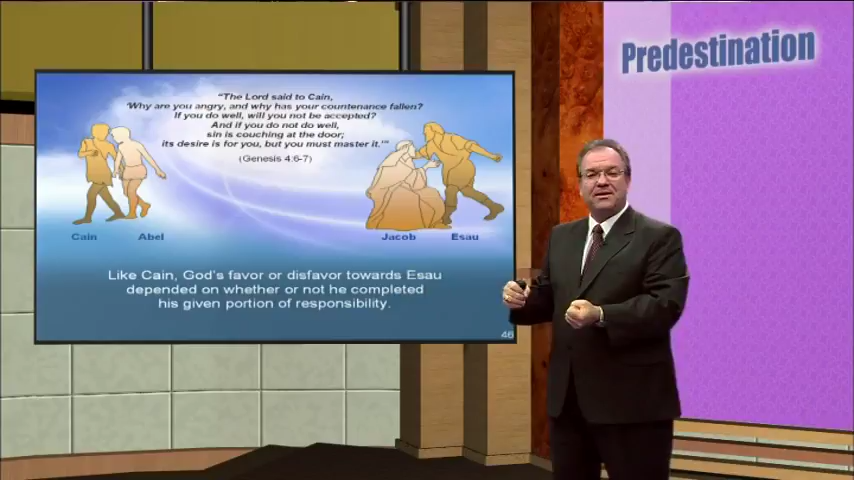 Predestination
"The Lord said to Cain,
'Why are you angry, and why has your countenance fallen?
If you do well, will you not be accepted?
And if you do not do well,
sin is couching at the door;
its desire is for you, but you must master it.'"
(Genesis 4:6-7)
Cain
Abel
Jacob
Esau
Like Cain, God's favor or disfavor towards Esau
depended on whether or not he completed
his given portion of responsibility.
46